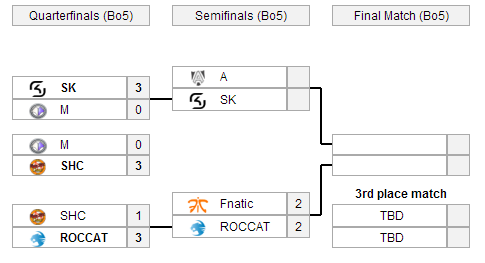 Quarterfinals (Bo5) Semifinals (Bo5) Final Match (Bo5)
A
SK 3
SK
M 0
M 0
SHC 3
3rd place match
Fnatic 2
TBD
SHC 1
ROCCAT 2
ROCCAT 3
TBD